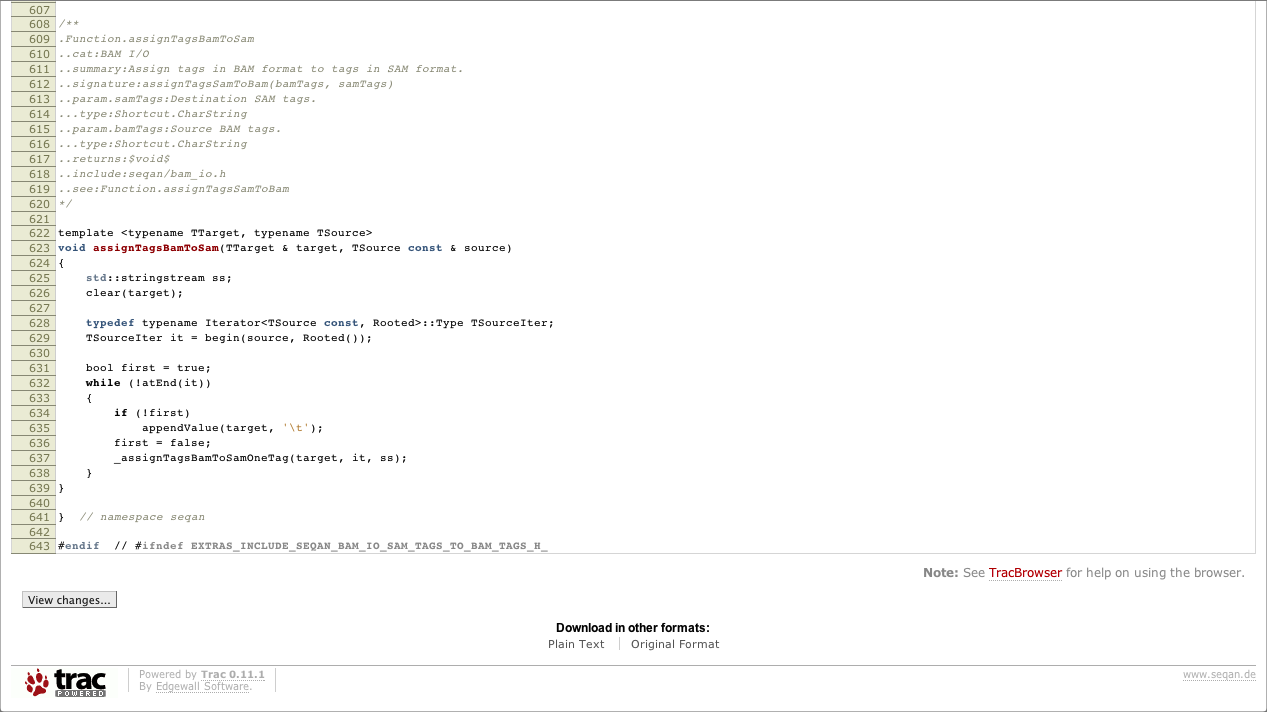 607
608 /**
609 .Function.assignTagsBamToSam
610 ..cat:BAM I/O
611 ..summary:Assign tags in BAM format to tags in SAM format.
612 ..signature:assignTagsSamToBam(bamTags, samTags)
613 ..param.samTags:Destination SAM tags.
614 ...type:Shortcut.CharString
615 ..param.bamTags:Source BAM tags.
616 ...type:Shortcut.CharString
617 ..returns:$void$
618 ..include:seqan/bam_io.h
619 ..see:Function.assignTagsSamToBam
620 */
621
622 template <typename TTarget, typename TSource>
623 void assignTagsBamToSam(TTarget & target, TSource const & source)
624 {
625     std::stringstream ss;
626     clear(target);
627
628     typedef typename Iterator<TSource const, Rooted>::Type TSourceIter;
629     TSourceIter it = begin(source, Rooted());
630
631     bool first = true;
632     while (!atEnd(it))
633     {
634         if (!first)
635             appendValue(target, '\t');
636         first = false;
637         _assignTagsBamToSamOneTag(target, it, ss);
638     }
639 }
640
641 }  // namespace seqan
642
643 #endif  // #ifndef EXTRAS_INCLUDE_SEQAN_BAM_IO_SAM_TAGS_TO_BAM_TAGS_H_
Note: See TracBrowser for help on using the browser.
View changes...
Download in other formats:
Plain Text Original Format
trac POWERED
Powered by Trac 0.11.1
By Edgewall Software.
www.seqan.de